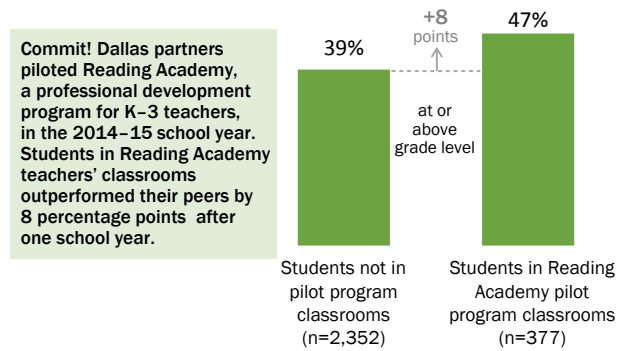 Commit! Dallas partners
piloted Reading Academy,
a professional development
program for K–3 teachers,
in the 2014–15 school year.
Students in Reading Academy
teachers' classrooms
outperformed their peers by
8 percentage points after
one school year.
39%
+8
points
47%
at or
above
grade level
Students not in
pilot program
classrooms
(n=2,352)
Students in Reading
Academy pilot
program classrooms
(n=377)